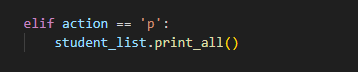 elif action == 'p':
    student_list.print_all()